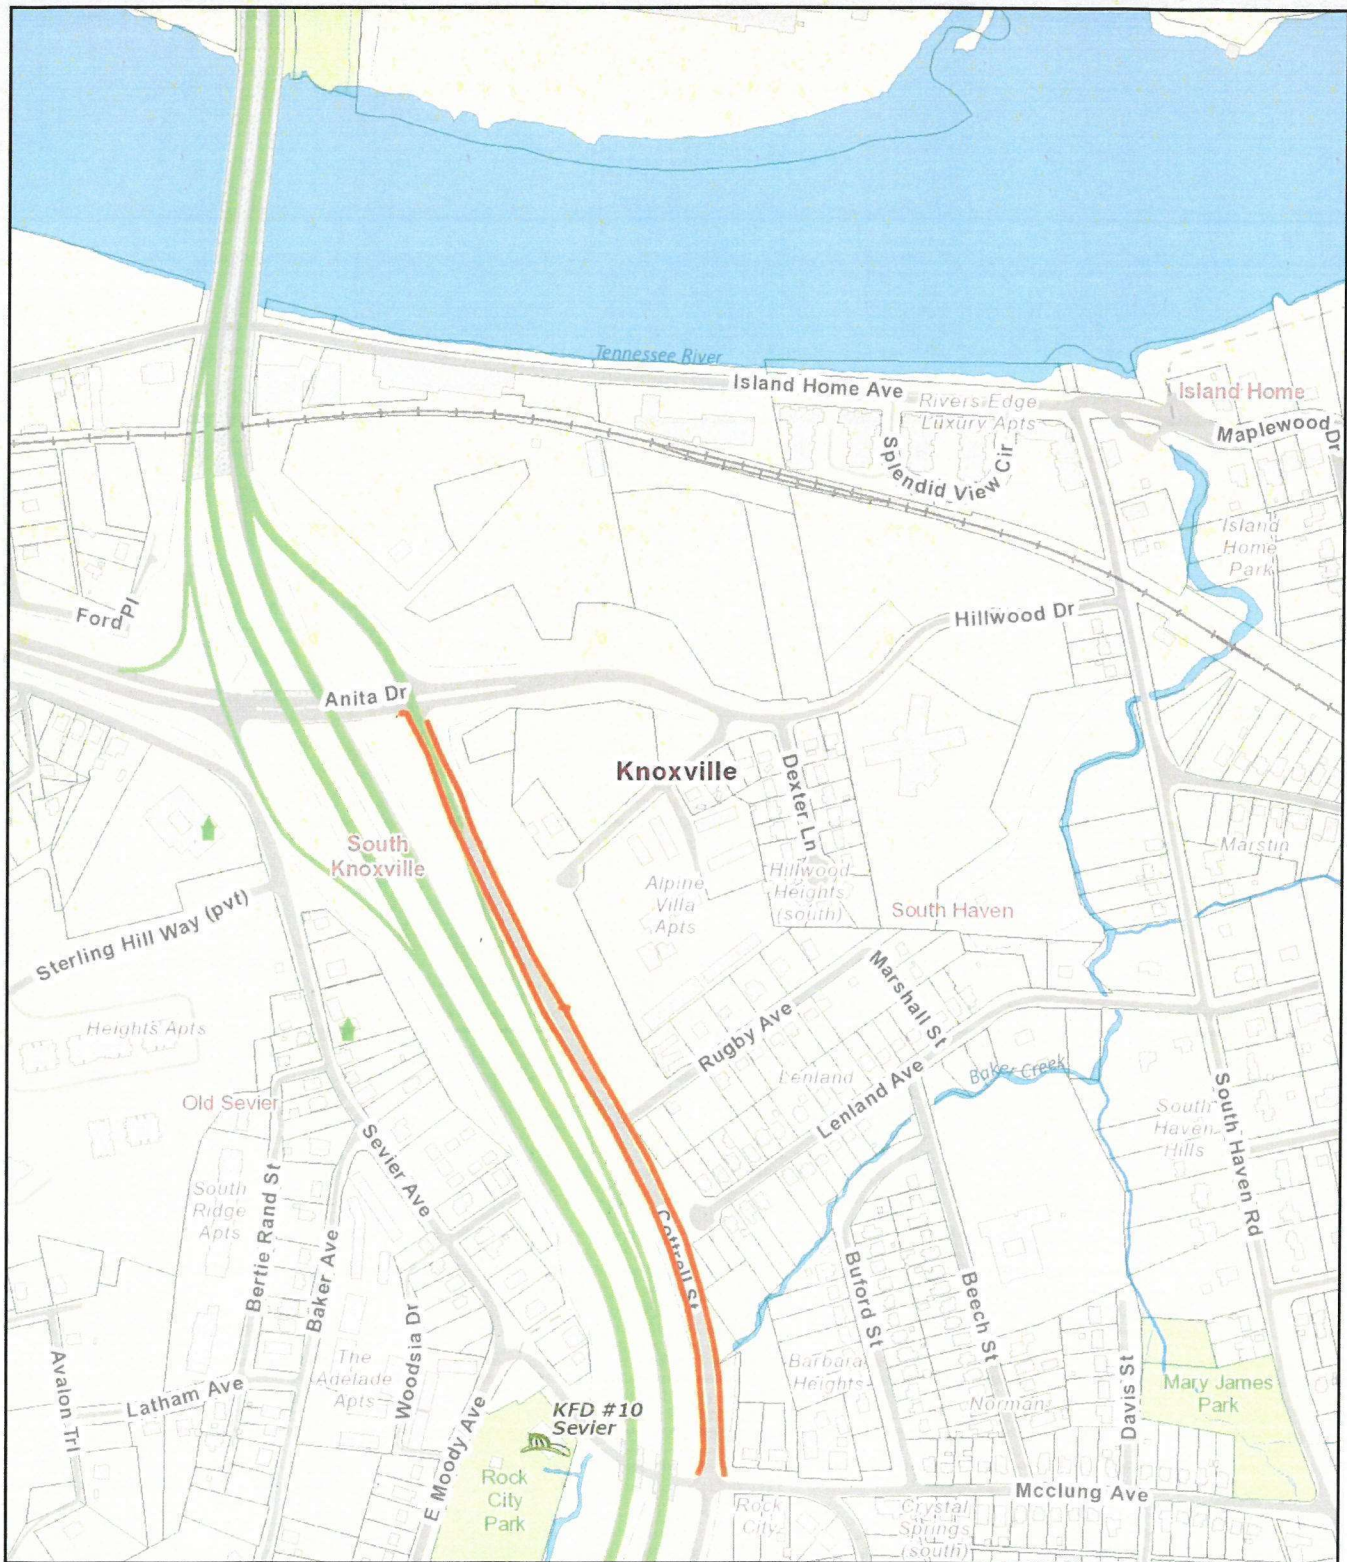 Tennessee River
Island Home Ave
Rivers Edge
Luxury Apts
Island Home
Maplewood Dr
Splendid View Cir
Island
Home
Park
Ford Pl
Hillwood Dr
Anita Dr
Knoxville
Dexter Ln
South
Knoxville
Marstin
Alpine
Villa
Apts
Hillwood
Heights
(south)
South Haven
Sterling Hill Way (pvt)
Marshall St
Heights Apts
Rugby Ave
Lenland
Lenland Ave
Baker Creek
Old Sevier
South
Haven
Hills
South Haven Rd
Sevier Ave
South
Ridge
Apts
Bertie Rand St
Baker Ave
Cottrell St
Buford St
Beech St
Woodsia Dr
The
Adelade
Apts
Avalon Trl
Latham Ave
Barbara
Heights
Norman
Davis St
Mary James
Park
KFD #10
Sevier
E Moody Ave
Rock
City
Park
Rock
City
Crystal
Springs
(south)
Mcclung Ave